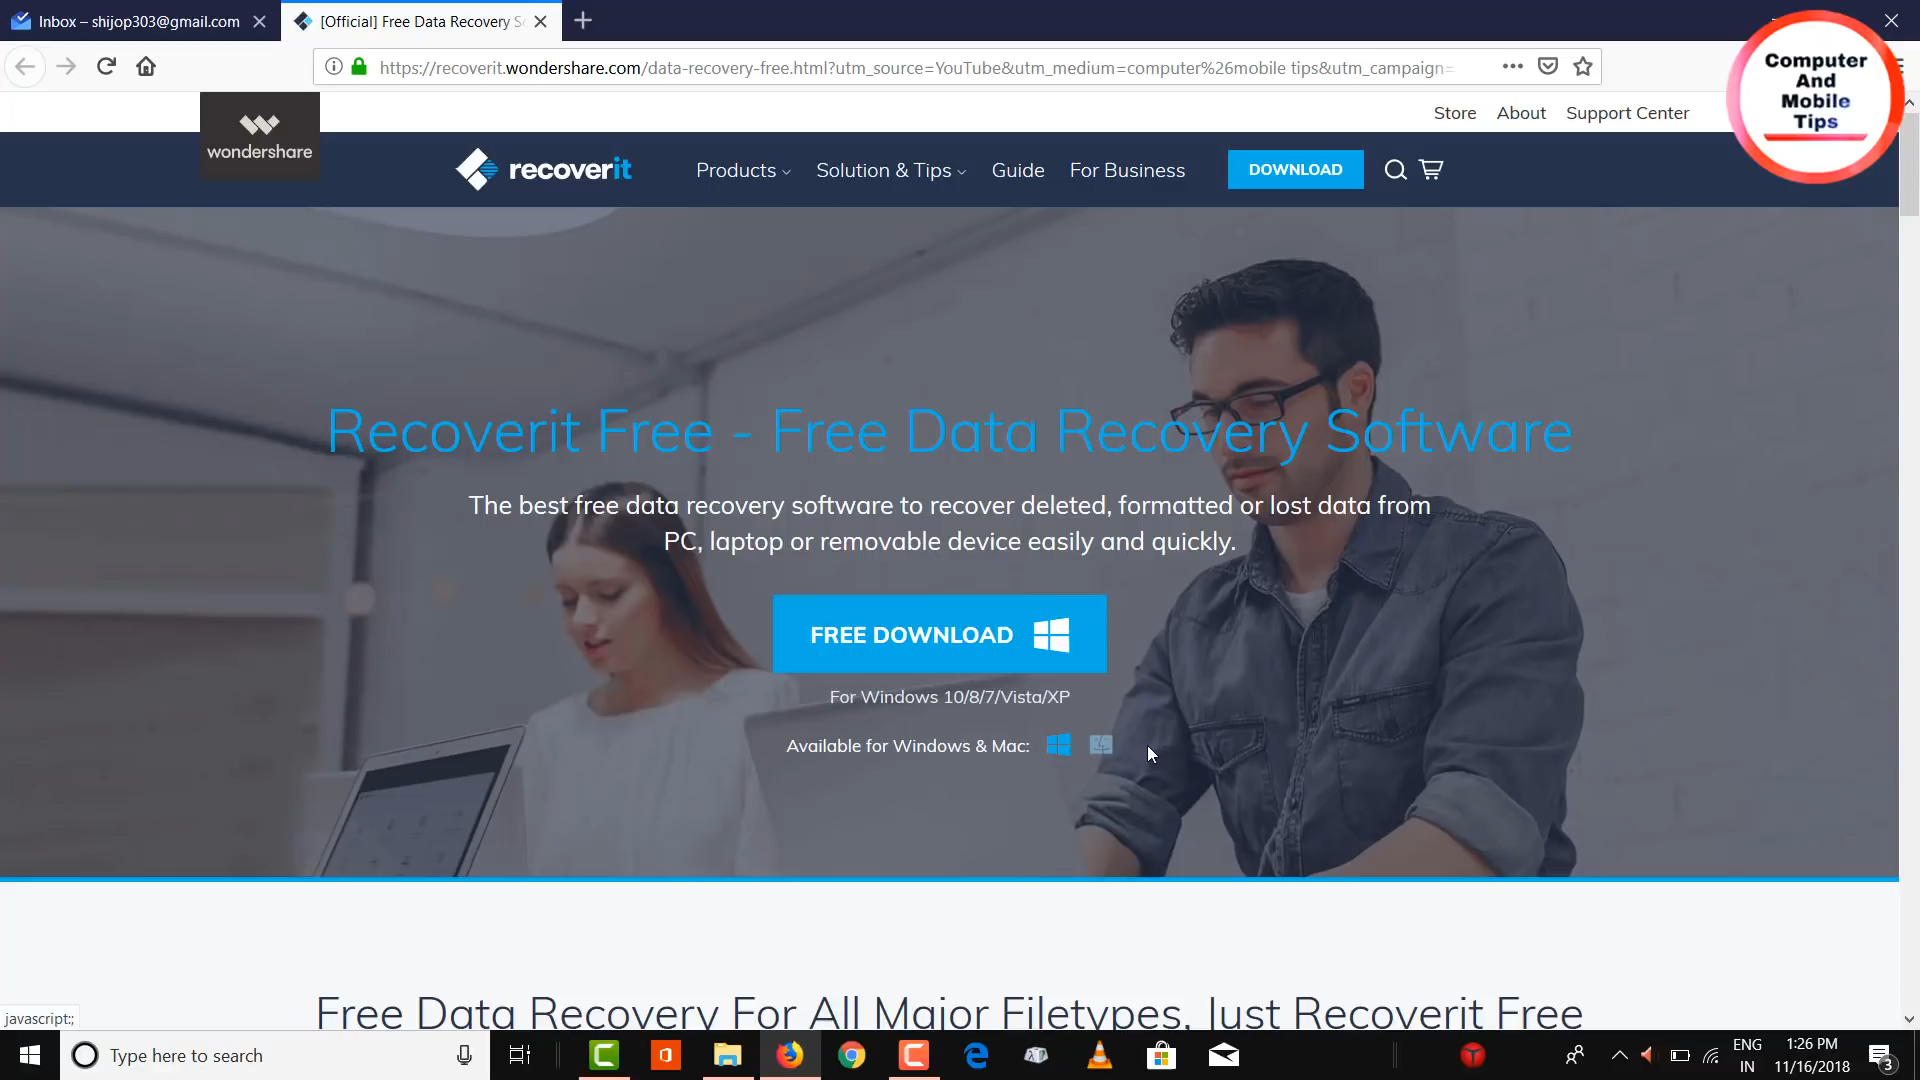 Inbox – shijop303@gmail.com
[Official] Free Data Recovery S
https://recoverit.wondershare.com/data-recovery-free.html?utm_source=YouTube&utm_medium=computer%26mobile tips&utm_campaign=
Computer
And
Mobile
Tips
Store About Support Center
wondershare
recoverit
Products Solution & Tips Guide For Business DOWNLOAD
Recoverit Free - Free Data Recovery Software
The best free data recovery software to recover deleted, formatted or lost data from
PC, laptop or removable device easily and quickly.
FREE DOWNLOAD
For Windows 10/8/7/Vista/XP
Available for Windows & Mac:
Free Data Recovery For All Major Filetypes, Just Recoverit Free
javascript:;
Type here to search
ENG
IN
1:26 PM
11/16/2018
3